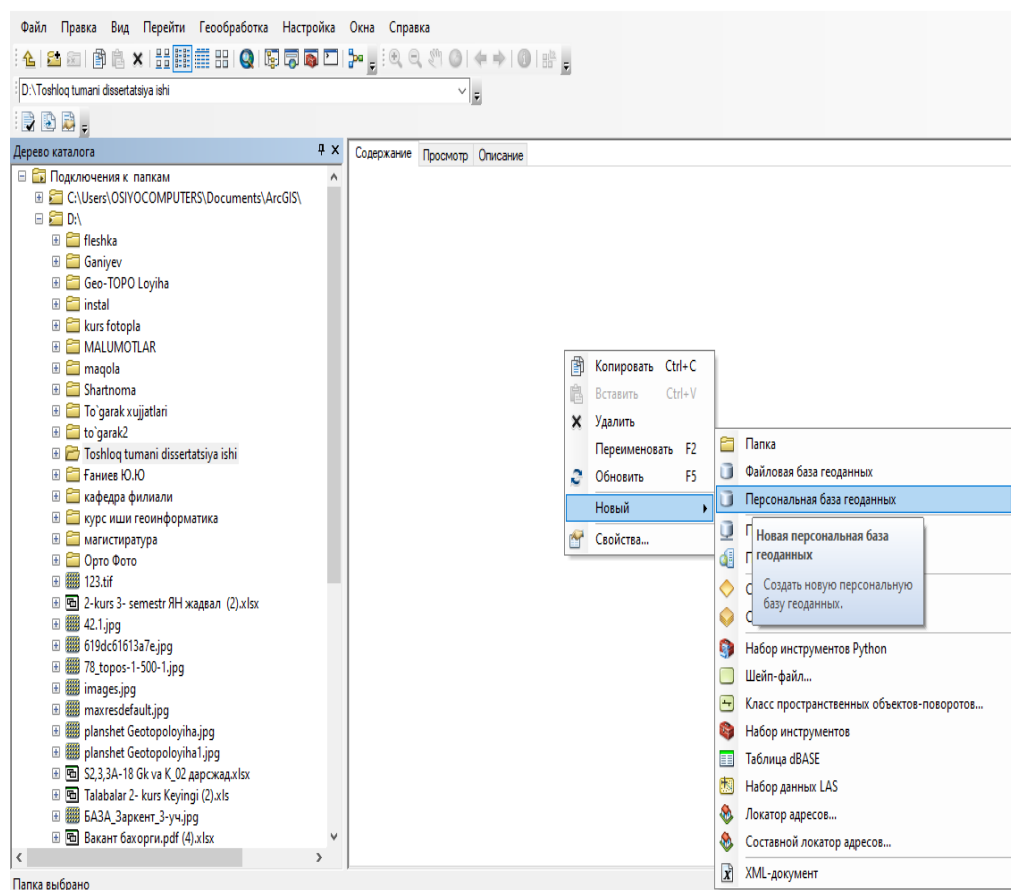 Файл Правка Вид Перейти Геообработка Настройка Окна Справка
D:\Toshloq tumani dissertatsiya ishi
Дерево каталога
Содержание Просмотр Описание
Подключения к папкам
C:\Users\OSIYOCOMPUTERS\Documents\ArcGIS\
D:\
fleshka
Ganiyev
Geo-TOPO Loyiha
instal
kurs fotopla
MALUMOTLAR
maqola
Shartnoma
To`garak xujjatlari
to`garak2
Toshloq tumani dissertatsiya ishi
Ғаниев Ю.Ю
кафедра филиали
курс иши геоинформатика
магистиратура
Орто Фото
123.tif
2-kurs 3- semestr ЯН жадвал (2).xlsx
42.1.jpg
619dc61613a7e.jpg
78_topos-1-500-1.jpg
images.jpg
maxresdefault.jpg
planshet Geotopoloyiha.jpg
planshet Geotopoloyiha1.jpg
S2,3,3A-18 Gk va K_02 дарсжад.xlsx
Talabalar 2- kurs Keyingi (2).xls
БАЗА_Заркент_3-уч.jpg
Вакант бахорги.pdf (4).xlsx
Копировать Ctrl+C
Вставить Ctrl+V
Удалить
Переименовать F2
Обновить F5
Новый
Свойства...
Папка
Файловая база геоданных
Персональная база геоданных
Новая персональная база
геоданных
Создать новую персональную
базу геоданных.
Набор инструментов Python
Шейп-файл...
Класс пространственных объектов-поворотов...
Набор инструментов
Таблица dBASE
Набор данных LAS
Локатор адресов...
Составной локатор адресов...
XML-документ
Папка выбрано